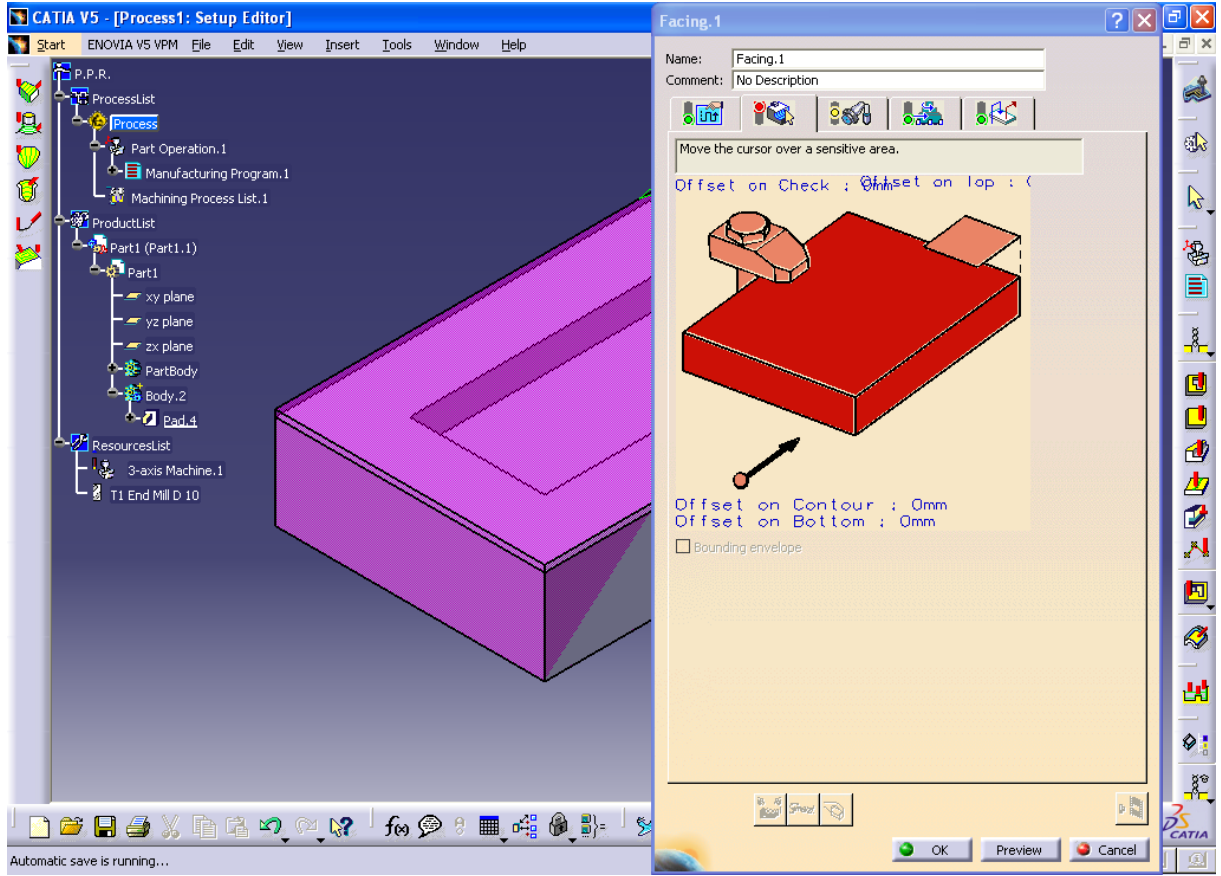 CATIA V5 - [Process1: Setup Editor]
Start ENOVIA V5 VPM File Edit View Insert Tools Window Help
P.P.R.
ProcessList
Process
Part Operation.1
Manufacturing Program.1
Machining Process List.1
ProductList
Part1 (Part1.1)
Part1
xy plane
yz plane
zx plane
PartBody
Body.2
Pad.4
ResourcesList
3-axis Machine.1
T1 End Mill D 10
Facing.1
Name: Facing.1
Comment: No Description
Move the cursor over a sensitive area.
Offset on Check : 0mm
Offset on Top : (
Offset on Contour : 0mm
Offset on Bottom : 0mm
Bounding envelope
OK Preview Cancel
f(x)
CATIA
Automatic save is running...